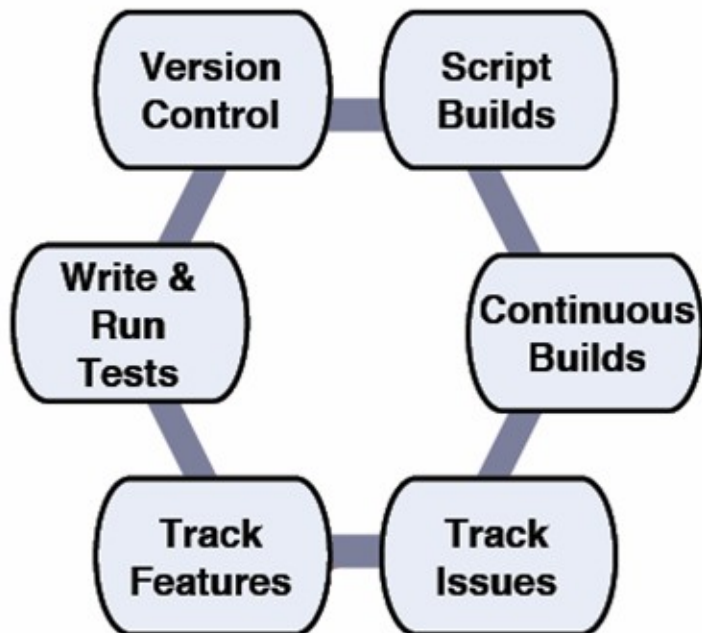 Version
Control
Script
Builds
Write &
Run
Tests
Continuous
Builds
Track
Features
Track
Issues